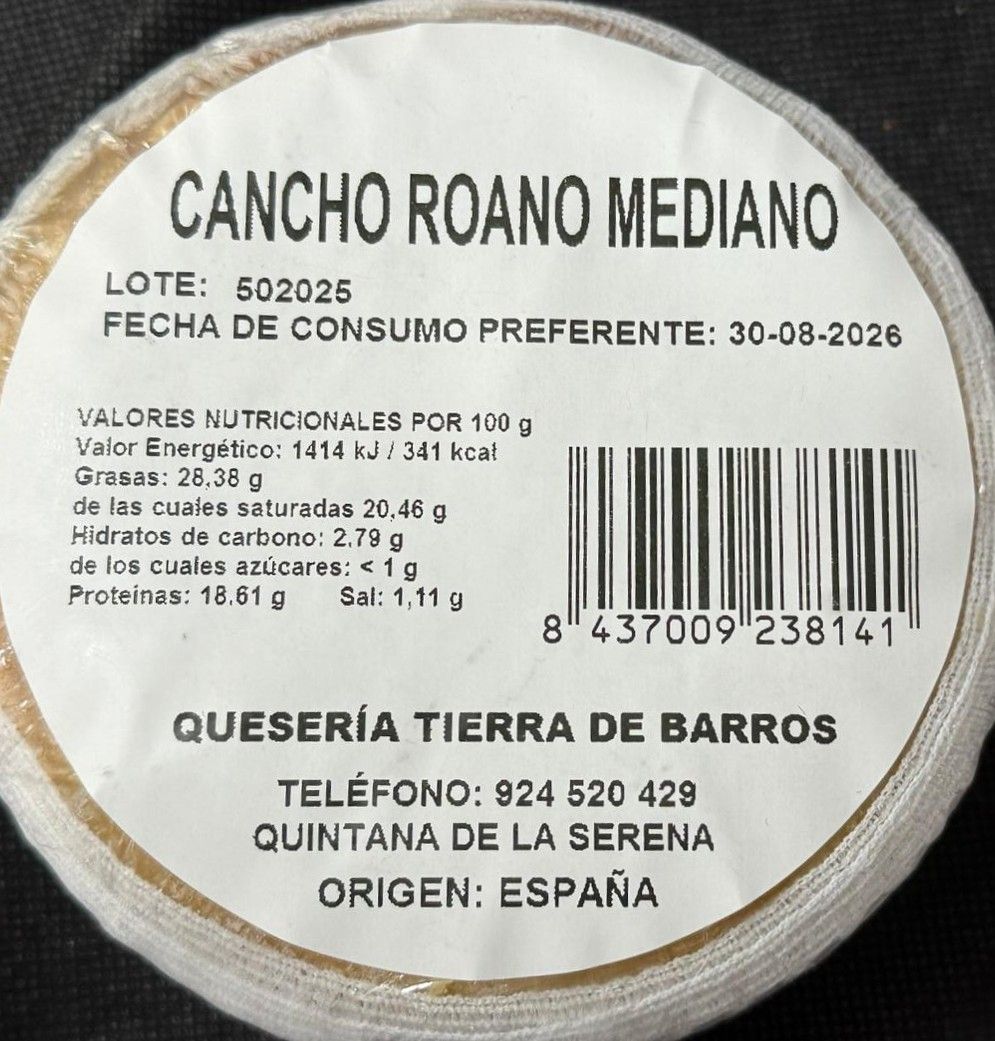 CANCHO ROANO MEDIANO
LOTE: 502025
FECHA DE CONSUMO PREFERENTE: 30-08-2026
VALORES NUTRICIONALES POR 100 g
Valor Energético: 1414 kJ / 341 kcal
Grasas: 28,38 g
de las cuales saturadas 20,46 g
Hidratos de carbono: 2,79 g
de los cuales azúcares: < 1 g
Proteínas: 18,61 g Sal: 1,11 g
8 437009 238141
QUESERÍA TIERRA DE BARROS
TELÉFONO: 924 520 429
QUINTANA DE LA SERENA
ORIGEN: ESPAÑA